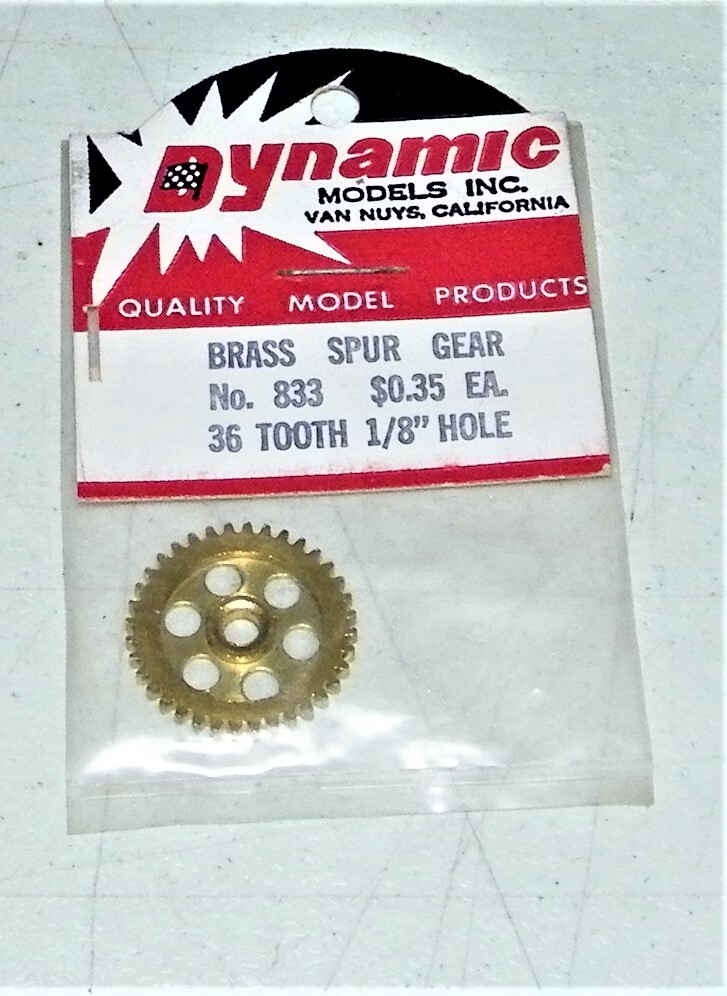 Dynamic
MODELS INC.
VAN NUYS, CALIFORNIA
QUALITY MODEL PRODUCTS
BRASS SPUR GEAR
No. 833 $0.35 EA.
36 TOOTH 1/8" HOLE